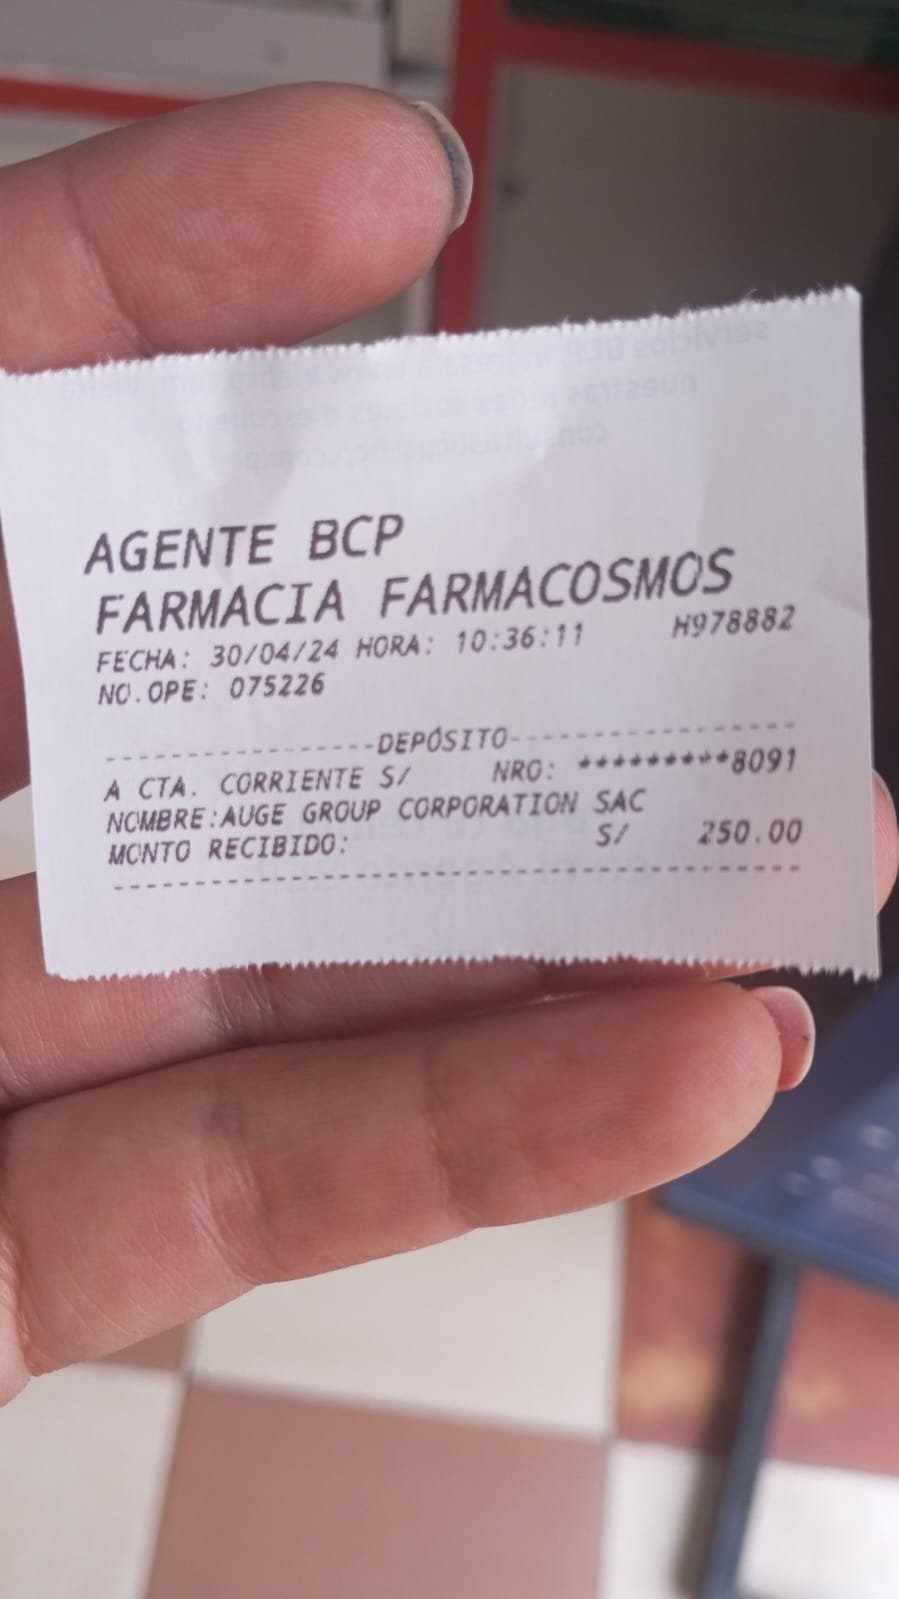 AGENTE BCP
FARMACIA FARMACOSMOS
FECHA: 30/04/24 HORA: 10:36:11 H978882
NO.OPE: 075226
-----------------DEPÓSITO-----------------
A CTA. CORRIENTE S/ NRO: *********8091
NOMBRE:AUGE GROUP CORPORATION SAC
MONTO RECIBIDO: S/ 250.00
--------------------------------------------